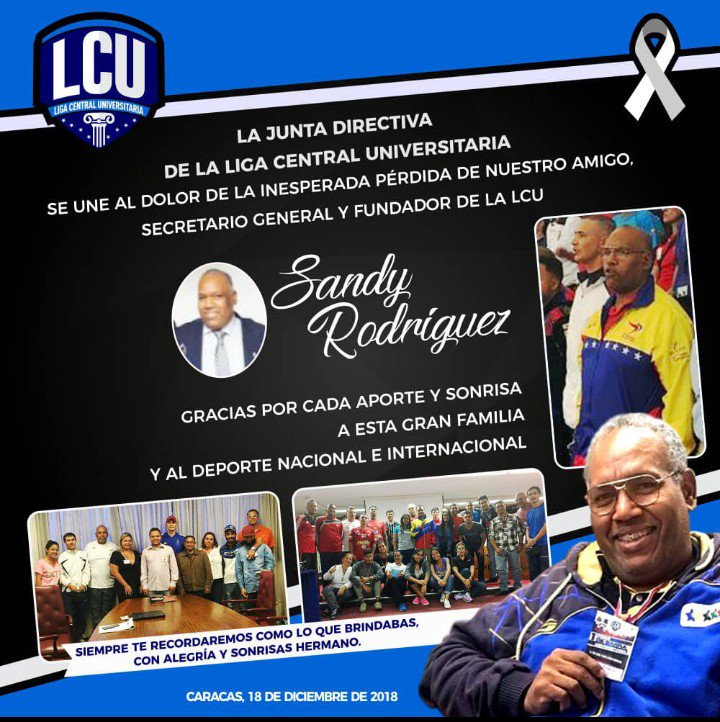 LCU
LIGA CENTRAL UNIVERSITARIA
LA JUNTA DIRECTIVA
DE LA LIGA CENTRAL UNIVERSITARIA
SE UNE AL DOLOR DE LA INESPERADA PÉRDIDA DE NUESTRO AMIGO,
SECRETARIO GENERAL Y FUNDADOR DE LA LCU
Sandy
Rodríguez
GRACIAS POR CADA APORTE Y SONRISA
A ESTA GRAN FAMILIA
Y AL DEPORTE NACIONAL E INTERNACIONAL
SIEMPRE TE RECORDAREMOS COMO LO QUE BRINDABAS,
CON ALEGRÍA Y SONRISAS HERMANO.
CARACAS, 18 DE DICIEMBRE DE 2018